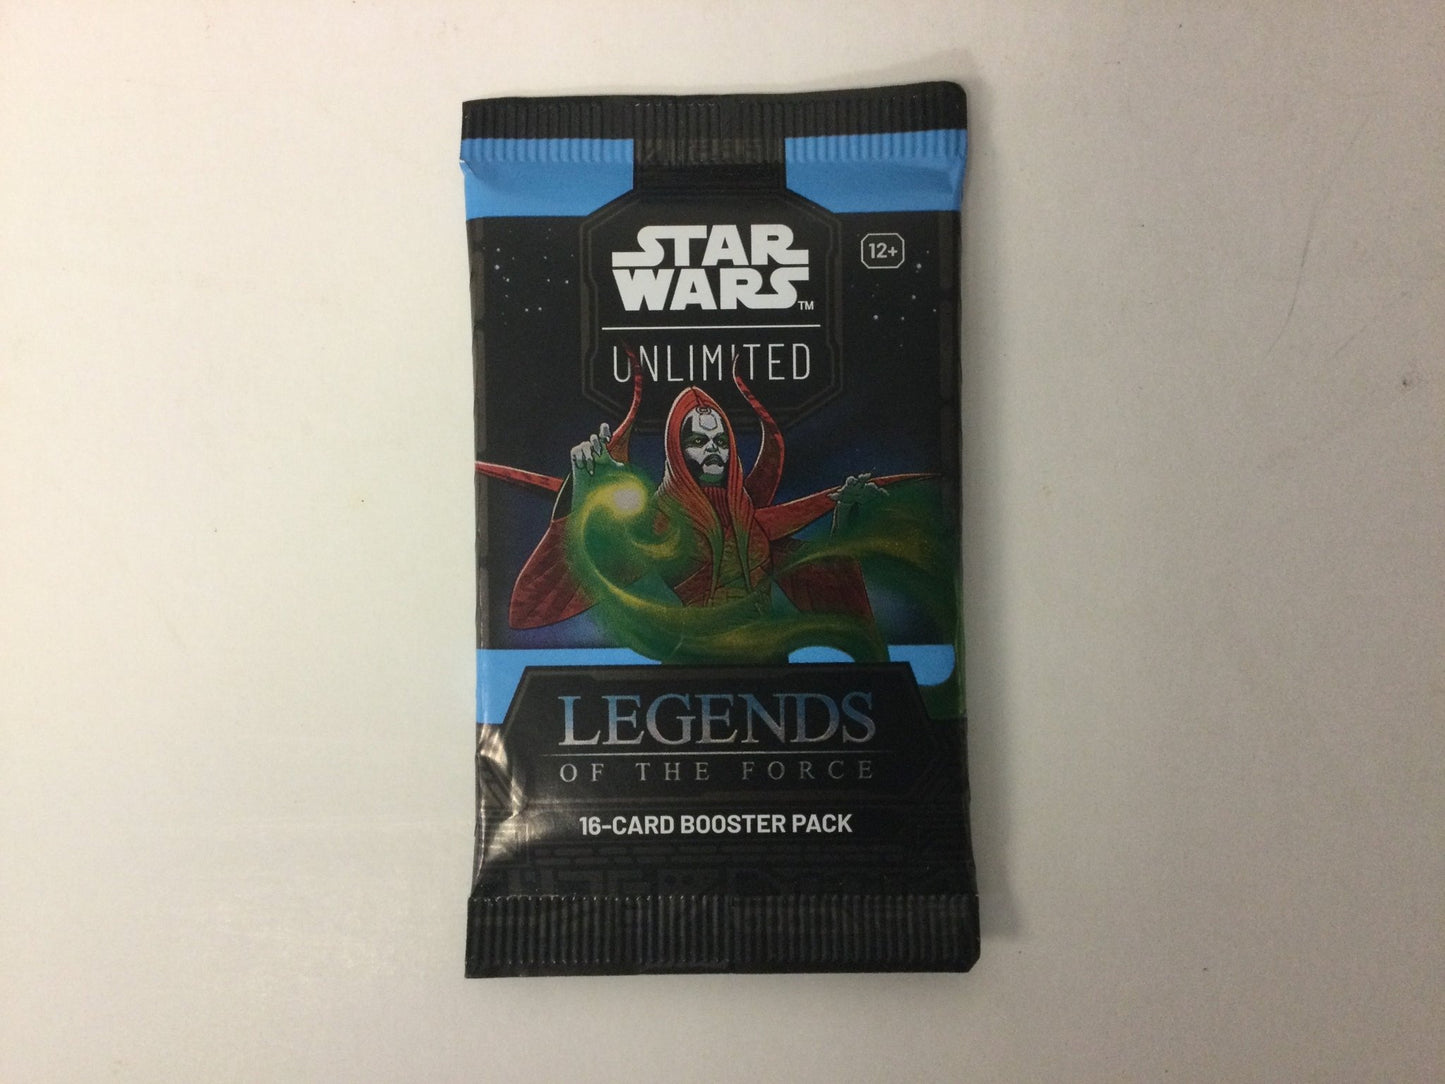 STAR
WARS™
12+
UNLIMITED
LEGENDS
OF THE FORCE
16-CARD BOOSTER PACK